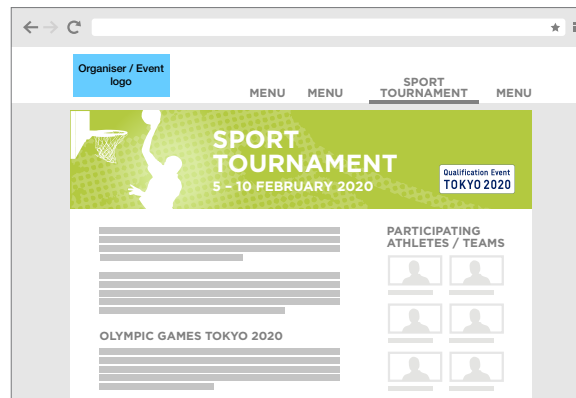 Organiser / Event
logo
MENU
MENU
SPORT
TOURNAMENT
MENU
SPORT
TOURNAMENT
5 – 10 FEBRUARY 2020
Qualification Event
TOKYO 2020
PARTICIPATING
ATHLETES / TEAMS
OLYMPIC GAMES TOKYO 2020